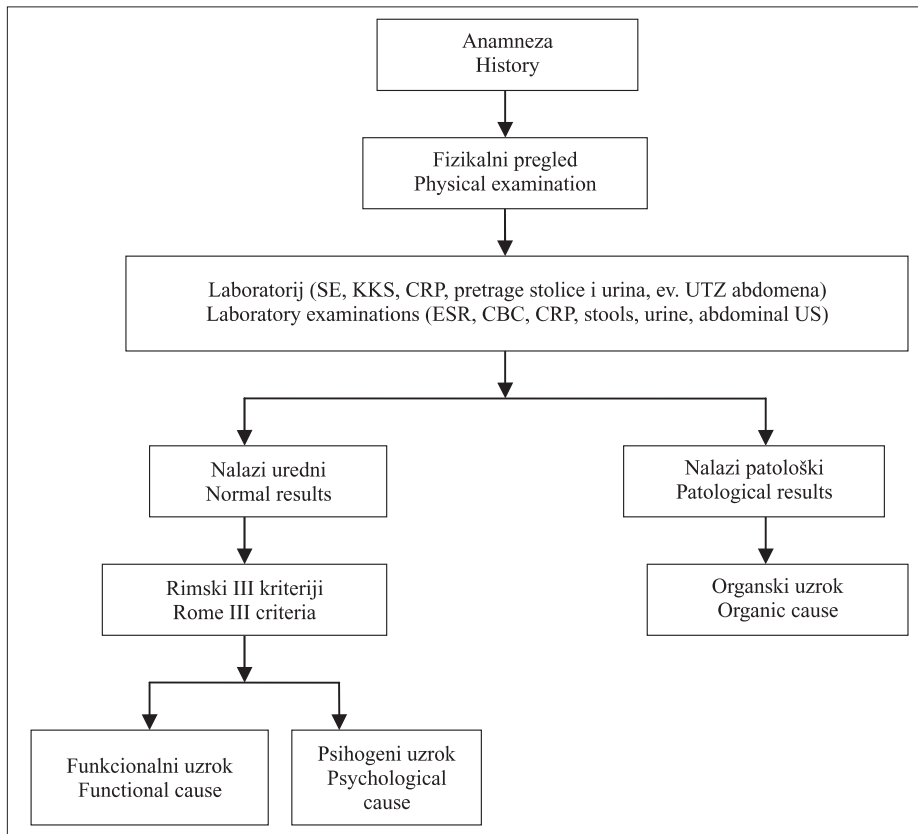 Anamneza
History
Fizikalni pregled
Physical examination
Laboratorij (SE, KKS, CRP, pretrage stolice i urina, ev. UTZ abdomena)
Laboratory examinations (ESR, CBC, CRP, stools, urine, abdominal US)
Nalazi uredni
Normal results
Nalazi patološki
Patological results
Rimski III kriteriji
Rome III criteria
Organski uzrok
Organic cause
Funkcionalni uzrok
Functional cause
Psihogeni uzrok
Psychological
cause